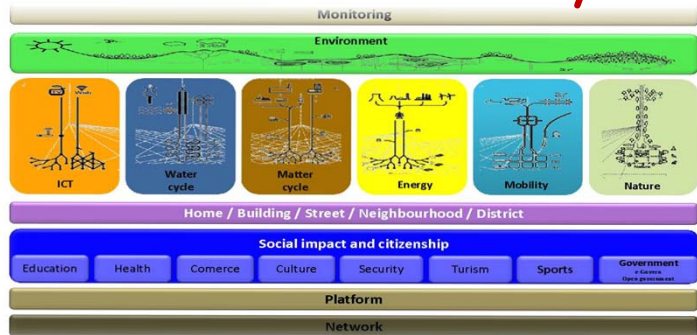 Monitoring
Environment
ICT
Water
cycle
Matter
cycle
Energy
Mobility
Nature
Home / Building / Street / Neighbourhood / District
Social impact and citizenship
Education
Health
Comerce
Culture
Security
Turism
Sports
Government
Platform
Network